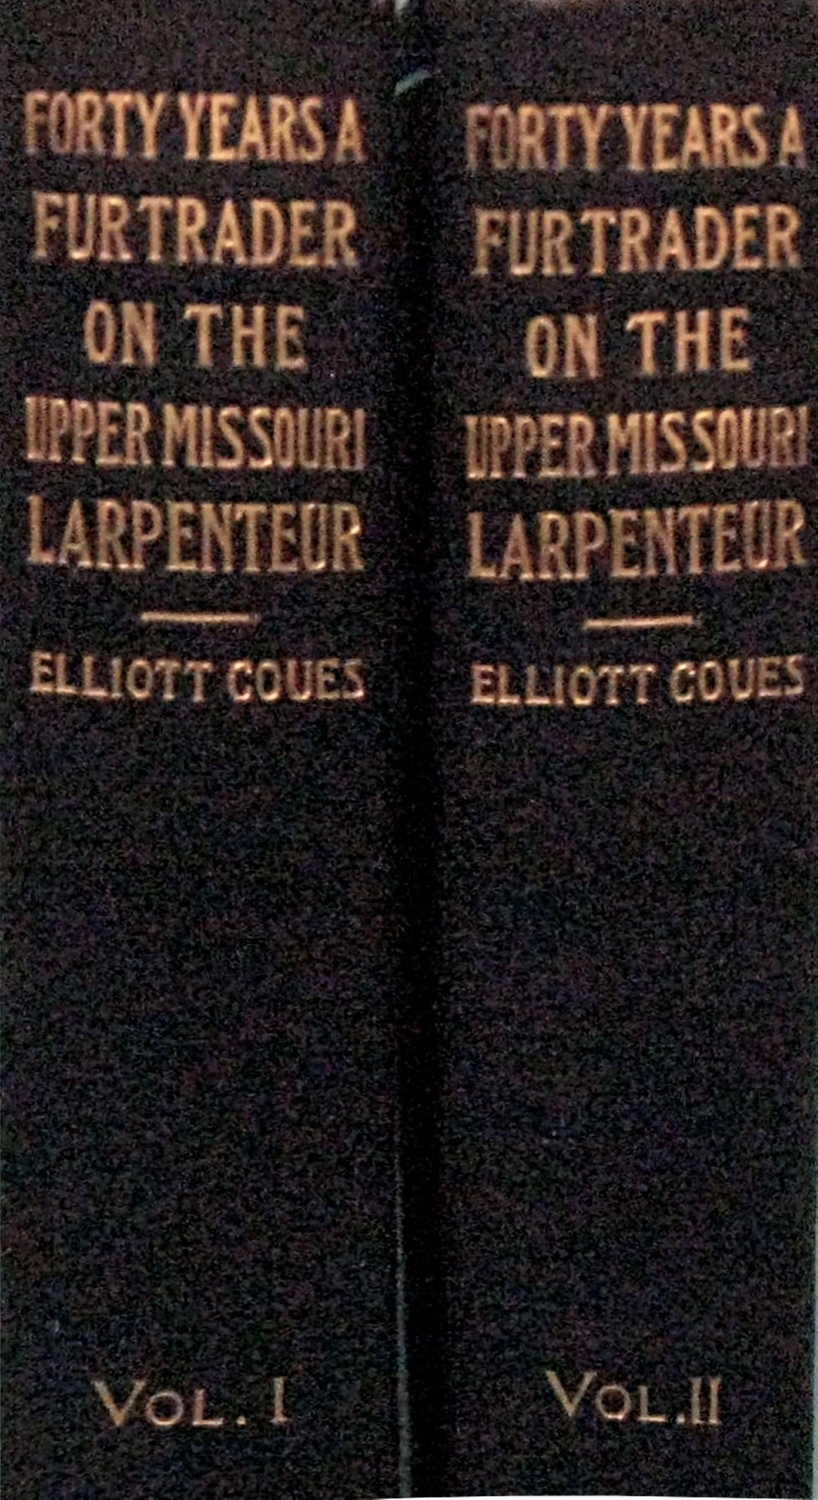 FORTY YEARS A
FUR TRADER
ON THE
UPPER MISSOURI
LARPENTEUR
ELLIOTT COUES
VOL. I
FORTY YEARS A
FUR TRADER
ON THE
UPPER MISSOURI
LARPENTEUR
ELLIOTT COUES
VOL. II